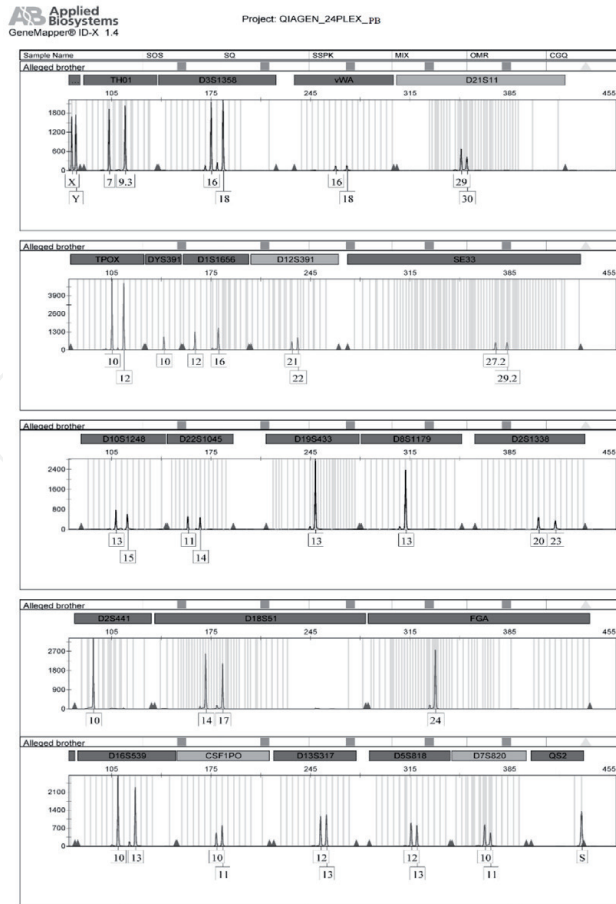 AB Applied
Biosystems
GeneMapper® ID-X 1.4
Project: QIAGEN_24PLEX_PB
Sample Name SOS SQ SSPK MIX OMR CGQ
Alleged brother
TH01 D3S1358 vWA D21S11
105 175 245 315 385 455
1800
1200
600
0
X 7 9.3 16 16 29
Y 18 18 30
Alleged brother
TPOX DYS391 D1S1656 D12S391 SE33
105 175 245 315 385 455
3900
2600
1300
0
10 10 12 16 21 27.2
12 22 29.2
Alleged brother
D10S1248 D22S1045 D19S433 D8S1179 D2S1338
105 175 245 315 385 455
2400
1600
800
0
13 11 13 13 20 23
15 14
Alleged brother
D2S441 D18S51 FGA
105 175 245 315 385 455
2700
1800
900
0
10 14 17 24
Alleged brother
D16S539 CSF1PO D13S317 D5S818 D7S820 QS2
105 175 245 315 385 455
2100
1400
700
0
10 13 10 12 12 10 S
11 13 13 11